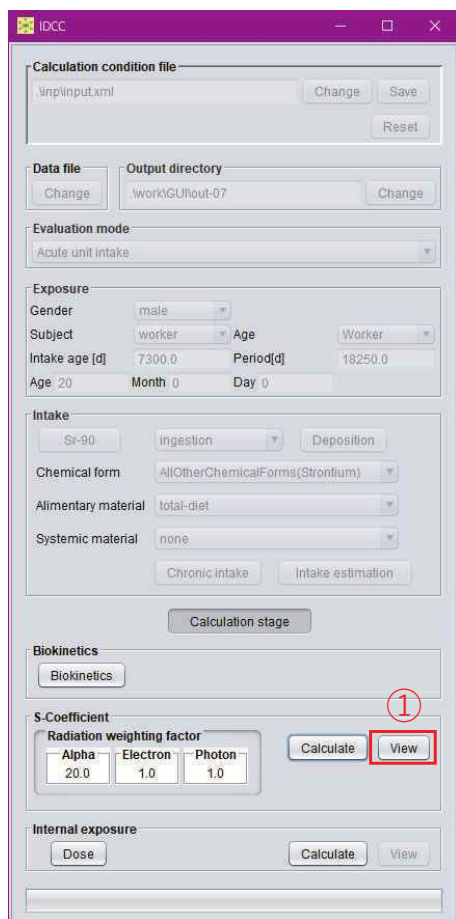 IDCC
Calculation condition file
.\inp\input.xml Change Save
Reset
Data file Output directory
Change .\work\GUI\out-07 Change
Evaluation mode
Acute unit intake
Exposure
Gender male
Subject worker Age Worker
Intake age [d] 7300.0 Period[d] 18250.0
Age 20 Month 0 Day 0
Intake
Sr-90 ingestion Deposition
Chemical form AllOtherChemicalForms(Strontium)
Alimentary material total-diet
Systemic material none
Chronic intake Intake estimation
Calculation stage
Biokinetics
Biokinetics
①
S-Coefficient
Radiation weighting factor
Alpha Electron Photon Calculate View
20.0 1.0 1.0
Internal exposure
Dose Calculate View